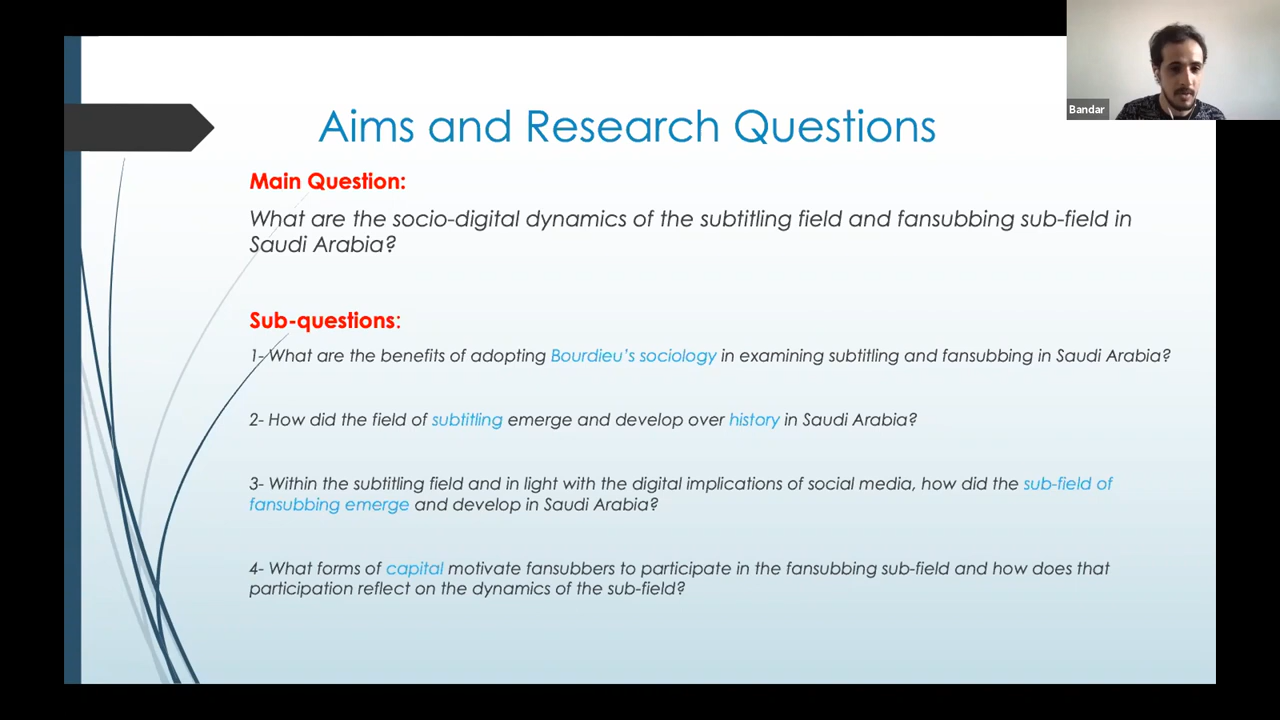 Bandar
Aims and Research Questions
Main Question:
What are the socio-digital dynamics of the subtitling field and fansubbing sub-field in
Saudi Arabia?
Sub-questions:
1- What are the benefits of adopting Bourdieu's sociology in examining subtitling and fansubbing in Saudi Arabia?
2- How did the field of subtitling emerge and develop over history in Saudi Arabia?
3- Within the subtitling field and in light with the digital implications of social media, how did the sub-field of
fansubbing emerge and develop in Saudi Arabia?
4- What forms of capital motivate fansubbers to participate in the fansubbing sub-field and how does that
participation reflect on the dynamics of the sub-field?